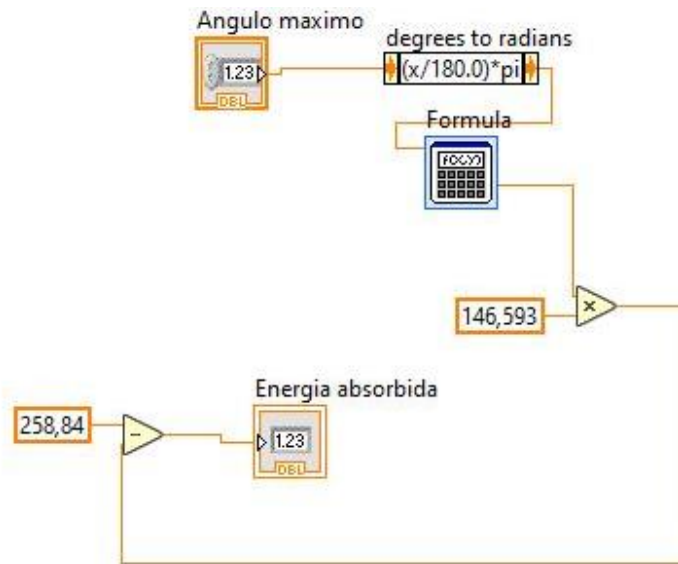 Angulo maximo
degrees to radians
1.23
DBL
(x/180.0)*pi
Formula
f(x,y)
146,593
×
Energia absorbida
258,84
-
1.23
DBL